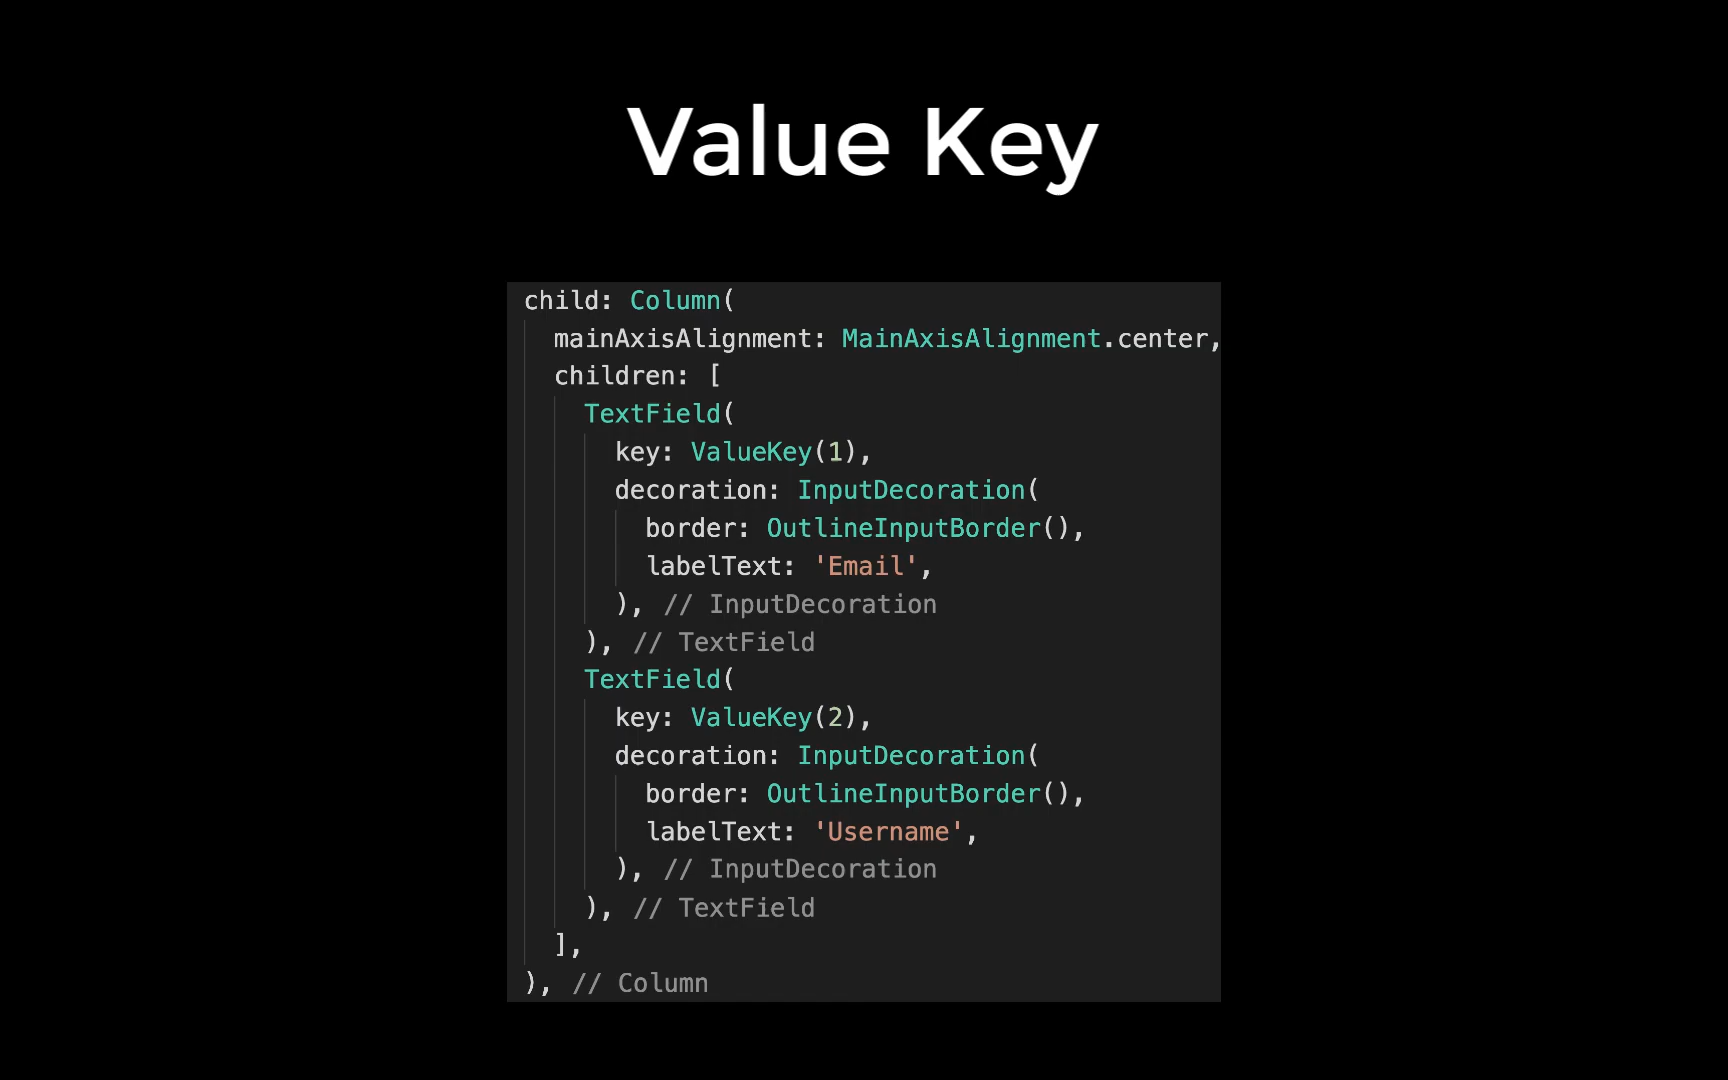 Value Key
child: Column(
mainAxisAlignment: MainAxisAlignment.center,
children: [
TextField(
key: ValueKey(1),
decoration: InputDecoration(
border: OutlineInputBorder(),
labelText: 'Email',
), // InputDecoration
), // TextField
TextField(
key: ValueKey(2),
decoration: InputDecoration(
border: OutlineInputBorder(),
labelText: 'Username',
), // InputDecoration
), // TextField
],
), // Column